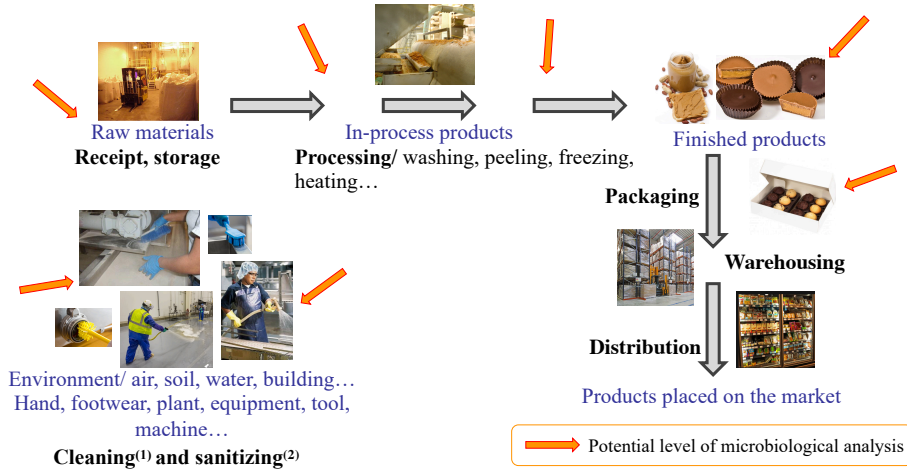 Raw materials
Receipt, storage
In-process products
Processing/ washing, peeling, freezing,
heating…
Finished products
Packaging
Warehousing
Distribution
Products placed on the market
Environment/ air, soil, water, building…
Hand, footwear, plant, equipment, tool,
machine…
Cleaning⁽¹⁾ and sanitizing⁽²⁾
Potential level of microbiological analysis